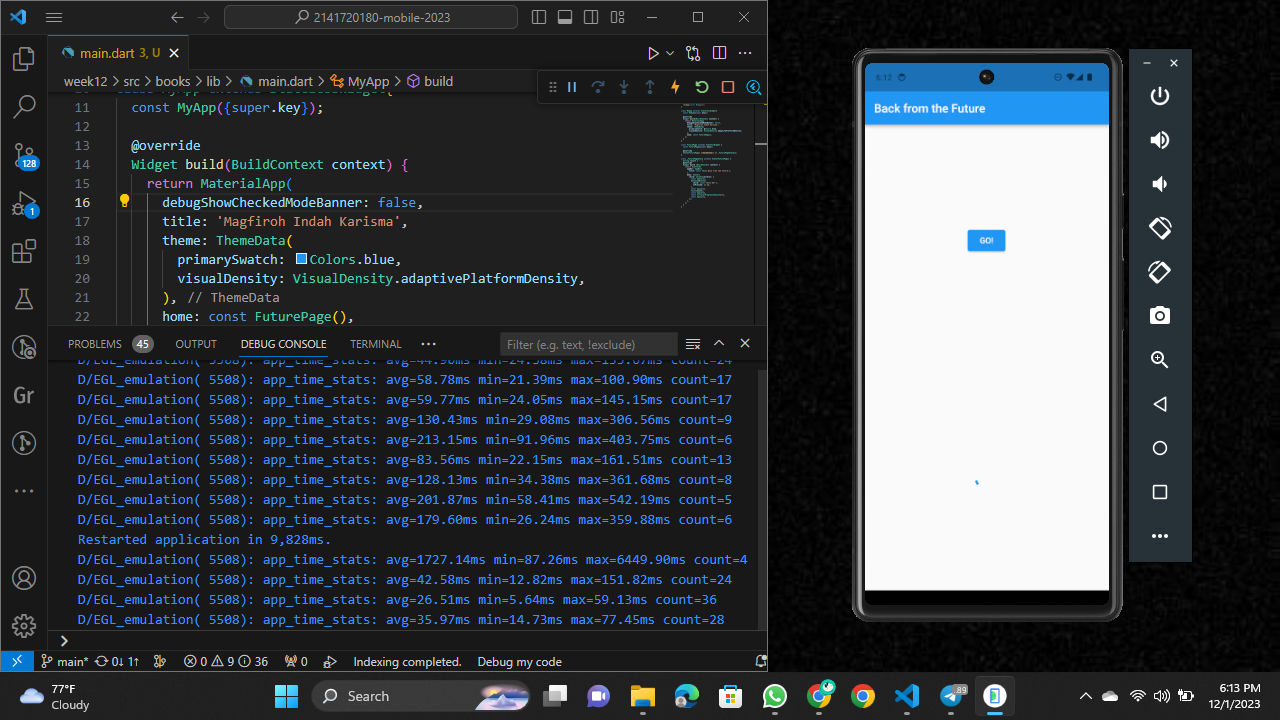 2141720180-mobile-2023
main.dart 3, U
week12 > src > books > lib > main.dart > MyApp > build
11 const MyApp({super.key});
12
13 @override
14 Widget build(BuildContext context) {
15 return MaterialApp(
16 debugShowCheckedModeBanner: false,
17 title: 'Magfiroh Indah Karisma',
18 theme: ThemeData(
19 primarySwatch: Colors.blue,
20 visualDensity: VisualDensity.adaptivePlatformDensity,
21 ), // ThemeData
22 home: const FuturePage(),
128
1
Gr
PROBLEMS 45 OUTPUT DEBUG CONSOLE TERMINAL
Filter (e.g. text, !exclude)
D/EGL_emulation( 5508): app_time_stats: avg=58.78ms min=21.39ms max=100.90ms count=17
D/EGL_emulation( 5508): app_time_stats: avg=59.77ms min=24.05ms max=145.15ms count=17
D/EGL_emulation( 5508): app_time_stats: avg=130.43ms min=29.08ms max=306.56ms count=9
D/EGL_emulation( 5508): app_time_stats: avg=213.15ms min=91.96ms max=403.75ms count=6
D/EGL_emulation( 5508): app_time_stats: avg=83.56ms min=22.15ms max=161.51ms count=13
D/EGL_emulation( 5508): app_time_stats: avg=128.13ms min=34.38ms max=361.68ms count=8
D/EGL_emulation( 5508): app_time_stats: avg=201.87ms min=58.41ms max=542.19ms count=5
D/EGL_emulation( 5508): app_time_stats: avg=179.60ms min=26.24ms max=359.88ms count=6
Restarted application in 9,828ms.
D/EGL_emulation( 5508): app_time_stats: avg=1727.14ms min=87.26ms max=6449.90ms count=4
D/EGL_emulation( 5508): app_time_stats: avg=42.58ms min=12.82ms max=151.82ms count=24
D/EGL_emulation( 5508): app_time_stats: avg=26.51ms min=5.64ms max=59.13ms count=36
D/EGL_emulation( 5508): app_time_stats: avg=35.97ms min=14.73ms max=77.45ms count=28
main* 0↓ 1↑ 0 9 36 0 Indexing completed. Debug my code
6:12
Back from the Future
GO!
77°F
Cloudy
Search
89
6:13 PM
12/1/2023